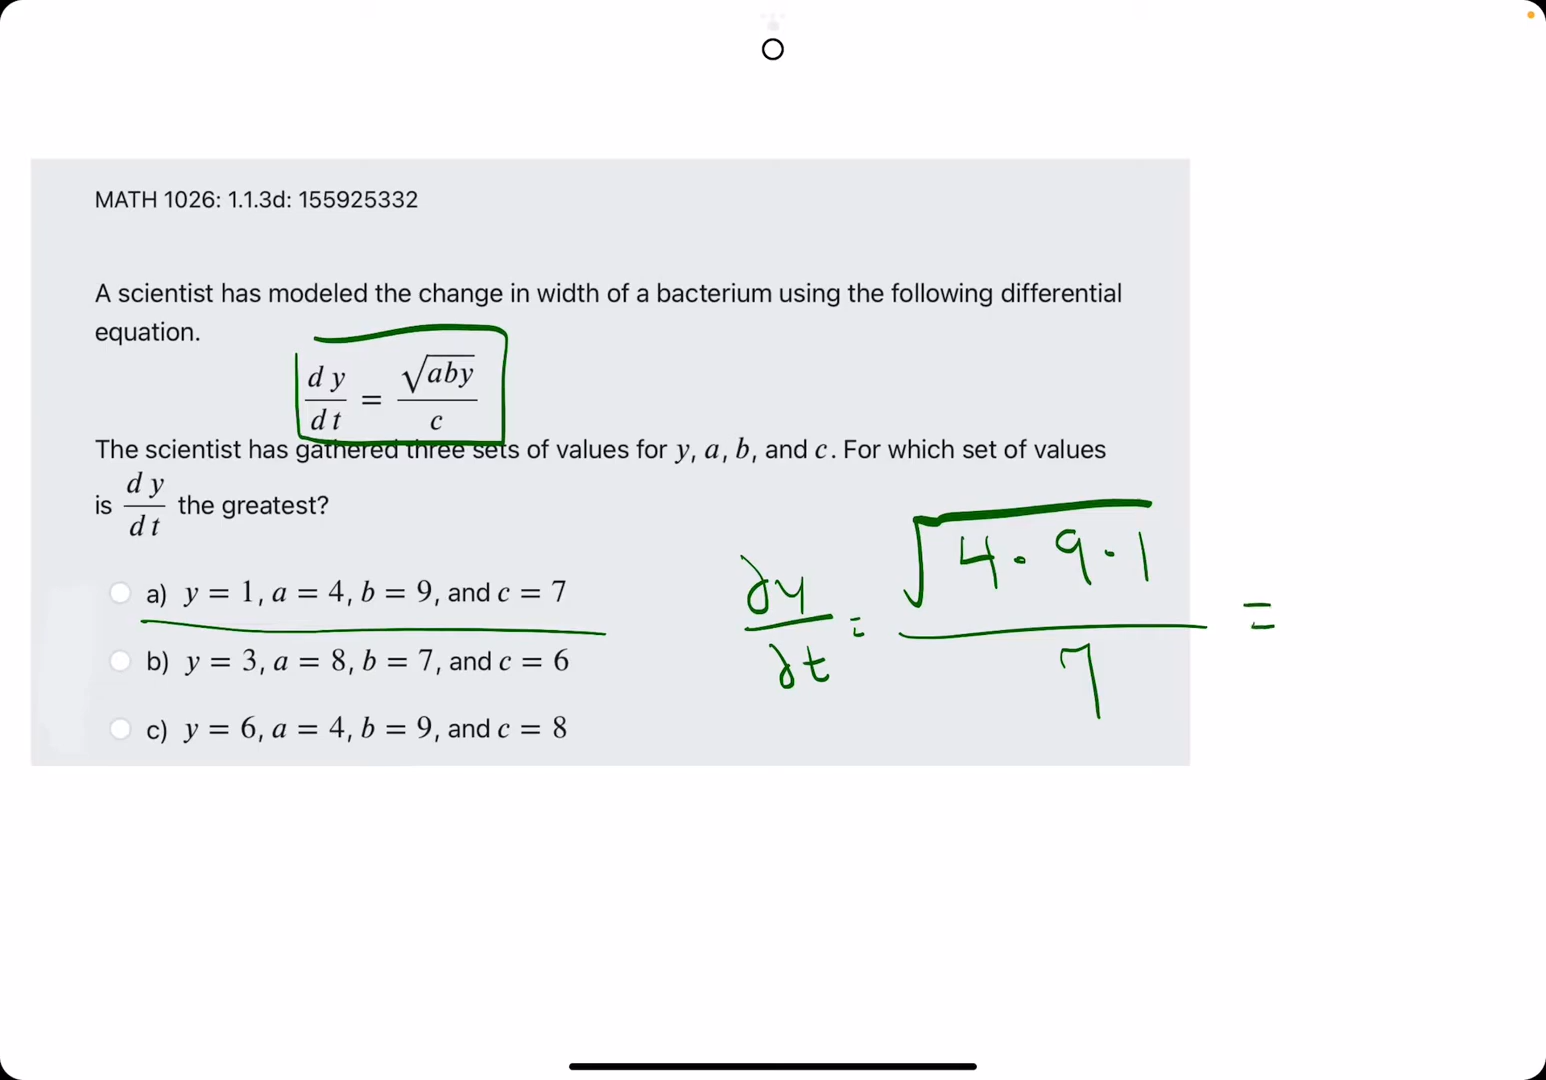 MATH 1026: 1.1.3d: 155925332
A scientist has modeled the change in width of a bacterium using the following differential
equation.
dy/dt = √(aby)/c
The scientist has gathered three sets of values for y, a, b, and c. For which set of values
is dy/dt the greatest?
a) y = 1, a = 4, b = 9, and c = 7
b) y = 3, a = 8, b = 7, and c = 6
c) y = 6, a = 4, b = 9, and c = 8
dy/dt = √(4·9·1)/7 =